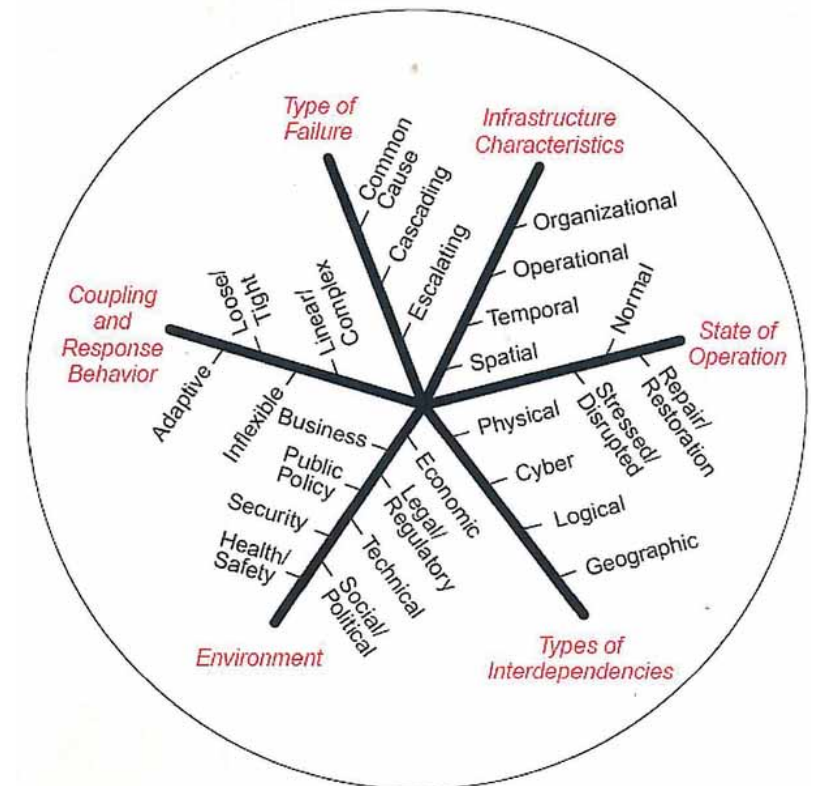 Type of
Failure
Common
Cause
Cascading
Escalating
Infrastructure
Characteristics
Organizational
Operational
Temporal
Spatial
State of
Operation
Normal
Stressed/
Disrupted
Repair/
Restoration
Types of
Interdependencies
Physical
Cyber
Logical
Geographic
Environment
Business
Public
Policy
Security
Health/
Safety
Economic
Legal/
Regulatory
Technical
Social/
Political
Coupling
and
Response
Behavior
Loose/
Tight
Linear/
Complex
Adaptive
Inflexible